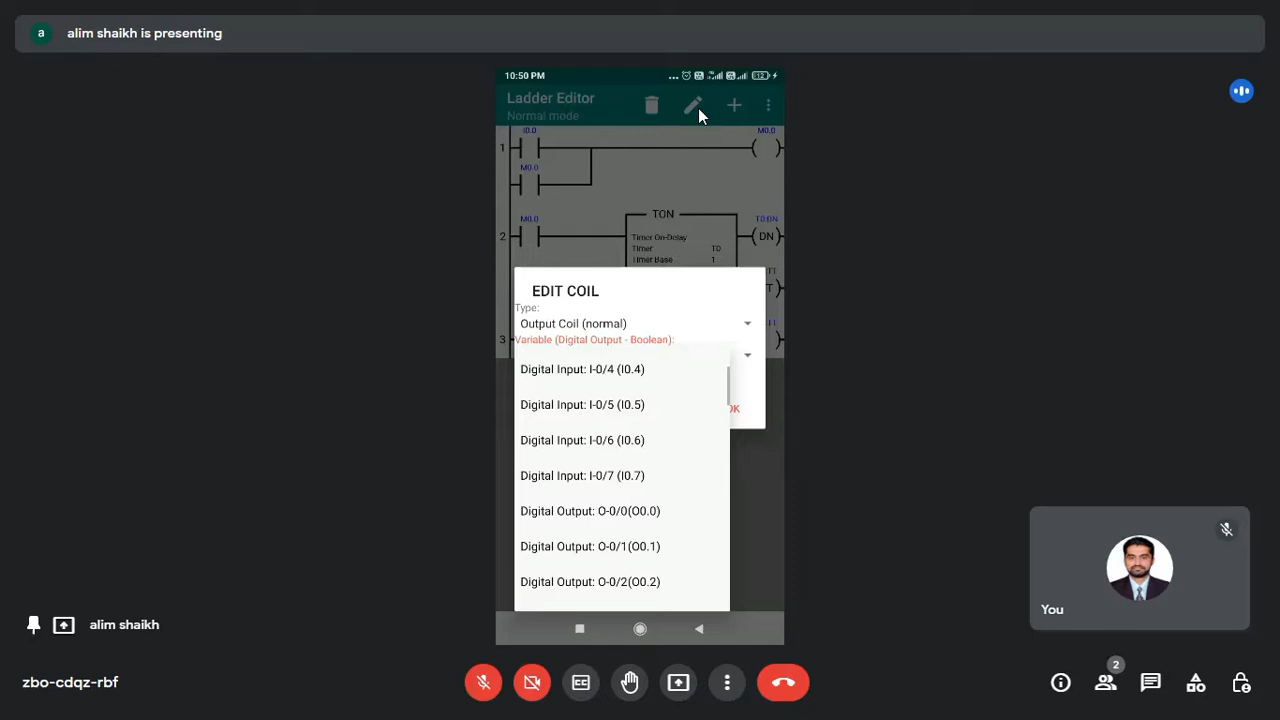 a alim shaikh is presenting
10:50 PM
12
Ladder Editor
Normal mode
I0.0
M0.0
1
M0.0
M0.0
TON
T0:DN
2
Timer On-Delay
DN
Timer T0
Timer Base 1
EDIT COIL
Type:
Output Coil (normal)
3
Variable (Digital Output - Boolean):
Digital Input: I-0/4 (I0.4)
Digital Input: I-0/5 (I0.5)
OK
Digital Input: I-0/6 (I0.6)
Digital Input: I-0/7 (I0.7)
Digital Output: O-0/0(O0.0)
Digital Output: O-0/1(O0.1)
Digital Output: O-0/2(O0.2)
You
alim shaikh
zbo-cdqz-rbf
CC
2